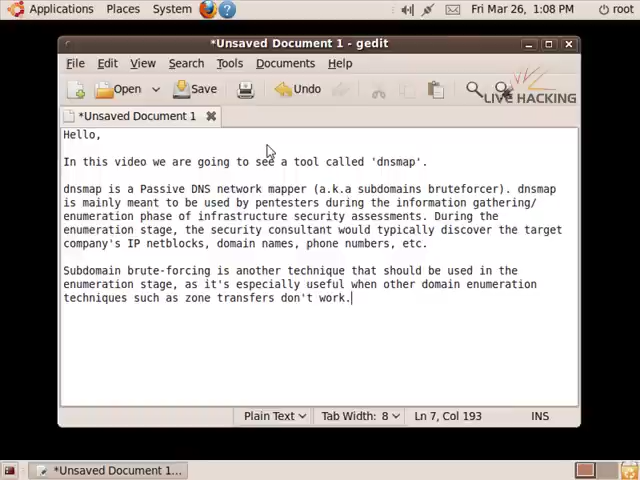 Applications Places System Fri Mar 26, 1:08 PM root
*Unsaved Document 1 - gedit
File Edit View Search Tools Documents Help
Open Save Undo
LIVE HACKING
*Unsaved Document 1
Hello,
In this video we are going to see a tool called 'dnsmap'.
dnsmap is a Passive DNS network mapper (a.k.a subdomains bruteforcer). dnsmap
is mainly meant to be used by pentesters during the information gathering/
enumeration phase of infrastructure security assessments. During the
enumeration stage, the security consultant would typically discover the target
company's IP netblocks, domain names, phone numbers, etc.
Subdomain brute-forcing is another technique that should be used in the
enumeration stage, as it's especially useful when other domain enumeration
techniques such as zone transfers don't work.
Plain Text Tab Width: 8 Ln 7, Col 193 INS
*Unsaved Document 1...